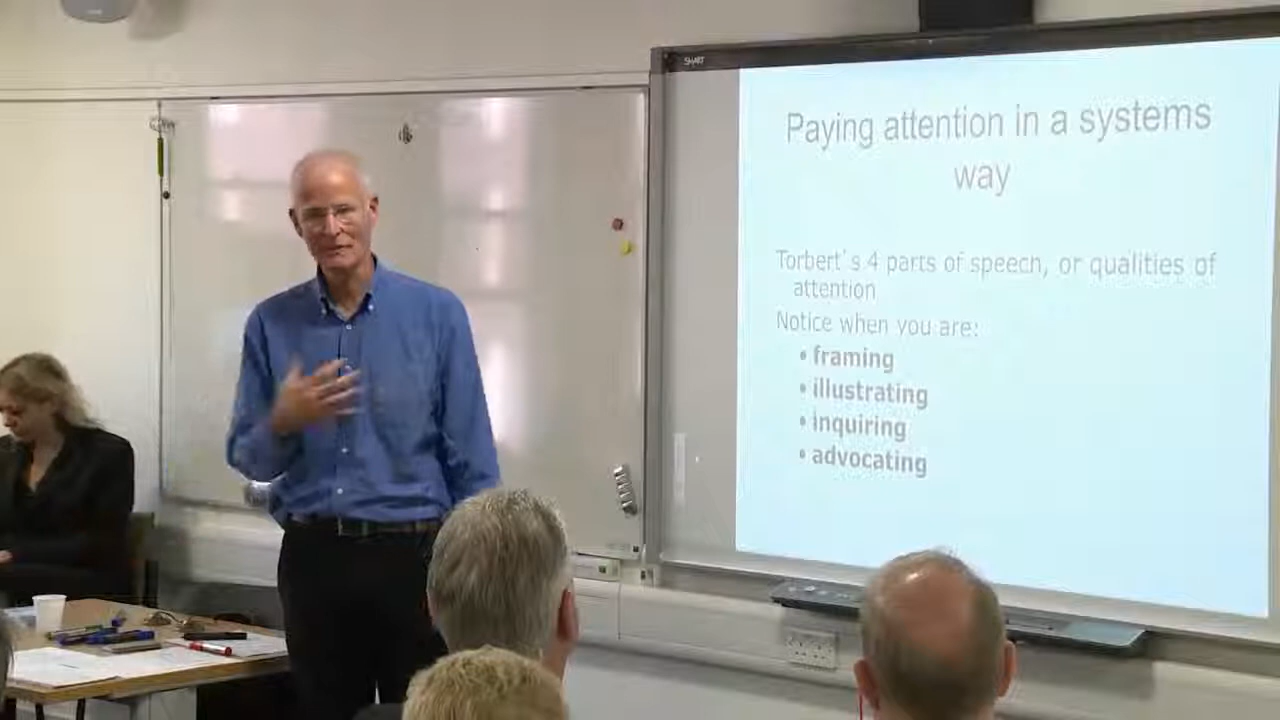 SMART
Paying attention in a systems
way
Torbert´s 4 parts of speech, or qualities of
attention
Notice when you are:
• framing
• illustrating
• inquiring
• advocating